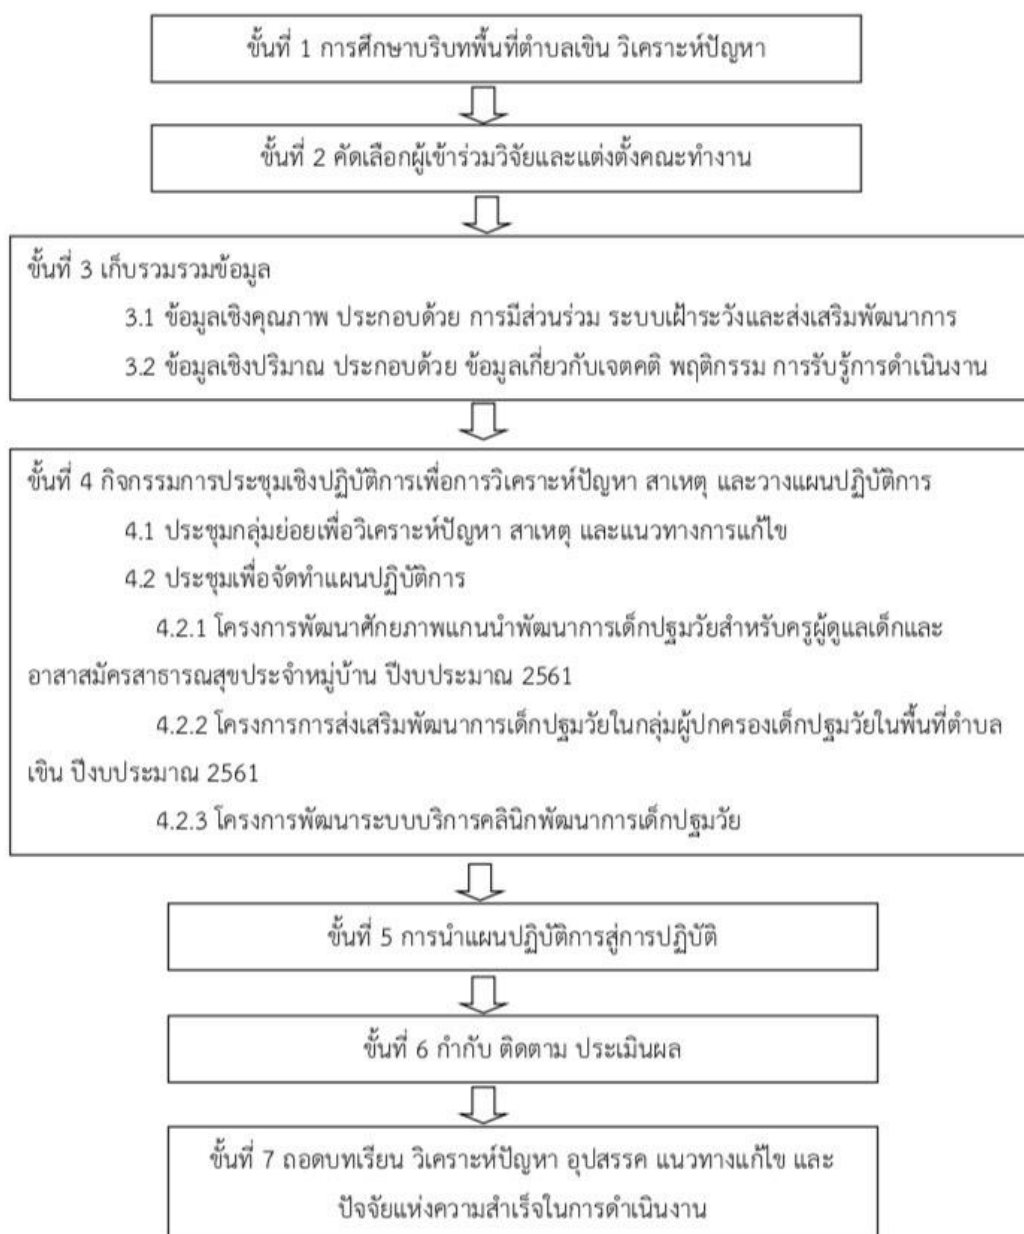 ขั้นที่ 1 การศึกษาบริบทพื้นที่ตำบลเขิน วิเคราะห์ปัญหา
ขั้นที่ 2 คัดเลือกผู้เข้าร่วมวิจัยและแต่งตั้งคณะทำงาน
ขั้นที่ 3 เก็บรวมรวมข้อมูล
3.1 ข้อมูลเชิงคุณภาพ ประกอบด้วย การมีส่วนร่วม ระบบเฝ้าระวังและส่งเสริมพัฒนาการ
3.2 ข้อมูลเชิงปริมาณ ประกอบด้วย ข้อมูลเกี่ยวกับเจตคติ พฤติกรรม การรับรู้การดำเนินงาน
ขั้นที่ 4 กิจกรรมการประชุมเชิงปฏิบัติการเพื่อการวิเคราะห์ปัญหา สาเหตุ และวางแผนปฏิบัติการ
4.1 ประชุมกลุ่มย่อยเพื่อวิเคราะห์ปัญหา สาเหตุ และแนวทางการแก้ไข
4.2 ประชุมเพื่อจัดทำแผนปฏิบัติการ
4.2.1 โครงการพัฒนาศักยภาพแกนนำพัฒนาการเด็กปฐมวัยสำหรับครูผู้ดูแลเด็กและ
อาสาสมัครสาธารณสุขประจำหมู่บ้าน ปีงบประมาณ 2561
4.2.2 โครงการการส่งเสริมพัฒนาการเด็กปฐมวัยในกลุ่มผู้ปกครองเด็กปฐมวัยในพื้นที่ตำบล
เขิน ปีงบประมาณ 2561
4.2.3 โครงการพัฒนาระบบบริการคลินิกพัฒนาการเด็กปฐมวัย
ขั้นที่ 5 การนำแผนปฏิบัติการสู่การปฏิบัติ
ขั้นที่ 6 กำกับ ติดตาม ประเมินผล
ขั้นที่ 7 ถอดบทเรียน วิเคราะห์ปัญหา อุปสรรค แนวทางแก้ไข และ
ปัจจัยแห่งความสำเร็จในการดำเนินงาน